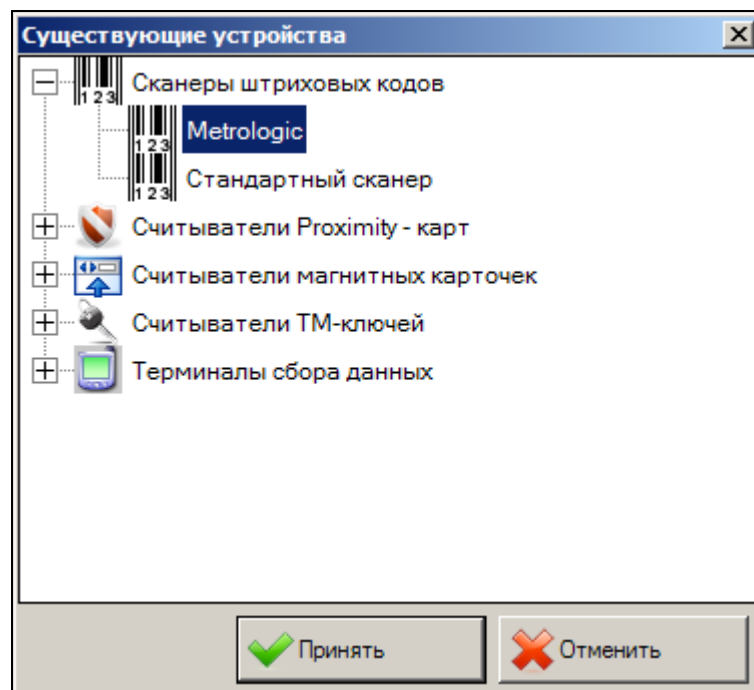 Существующие устройства
Сканеры штриховых кодов
Metrologic
Стандартный сканер
Считыватели Proximity - карт
Считыватели магнитных карточек
Считыватели ТМ-ключей
Терминалы сбора данных
Принять
Отменить